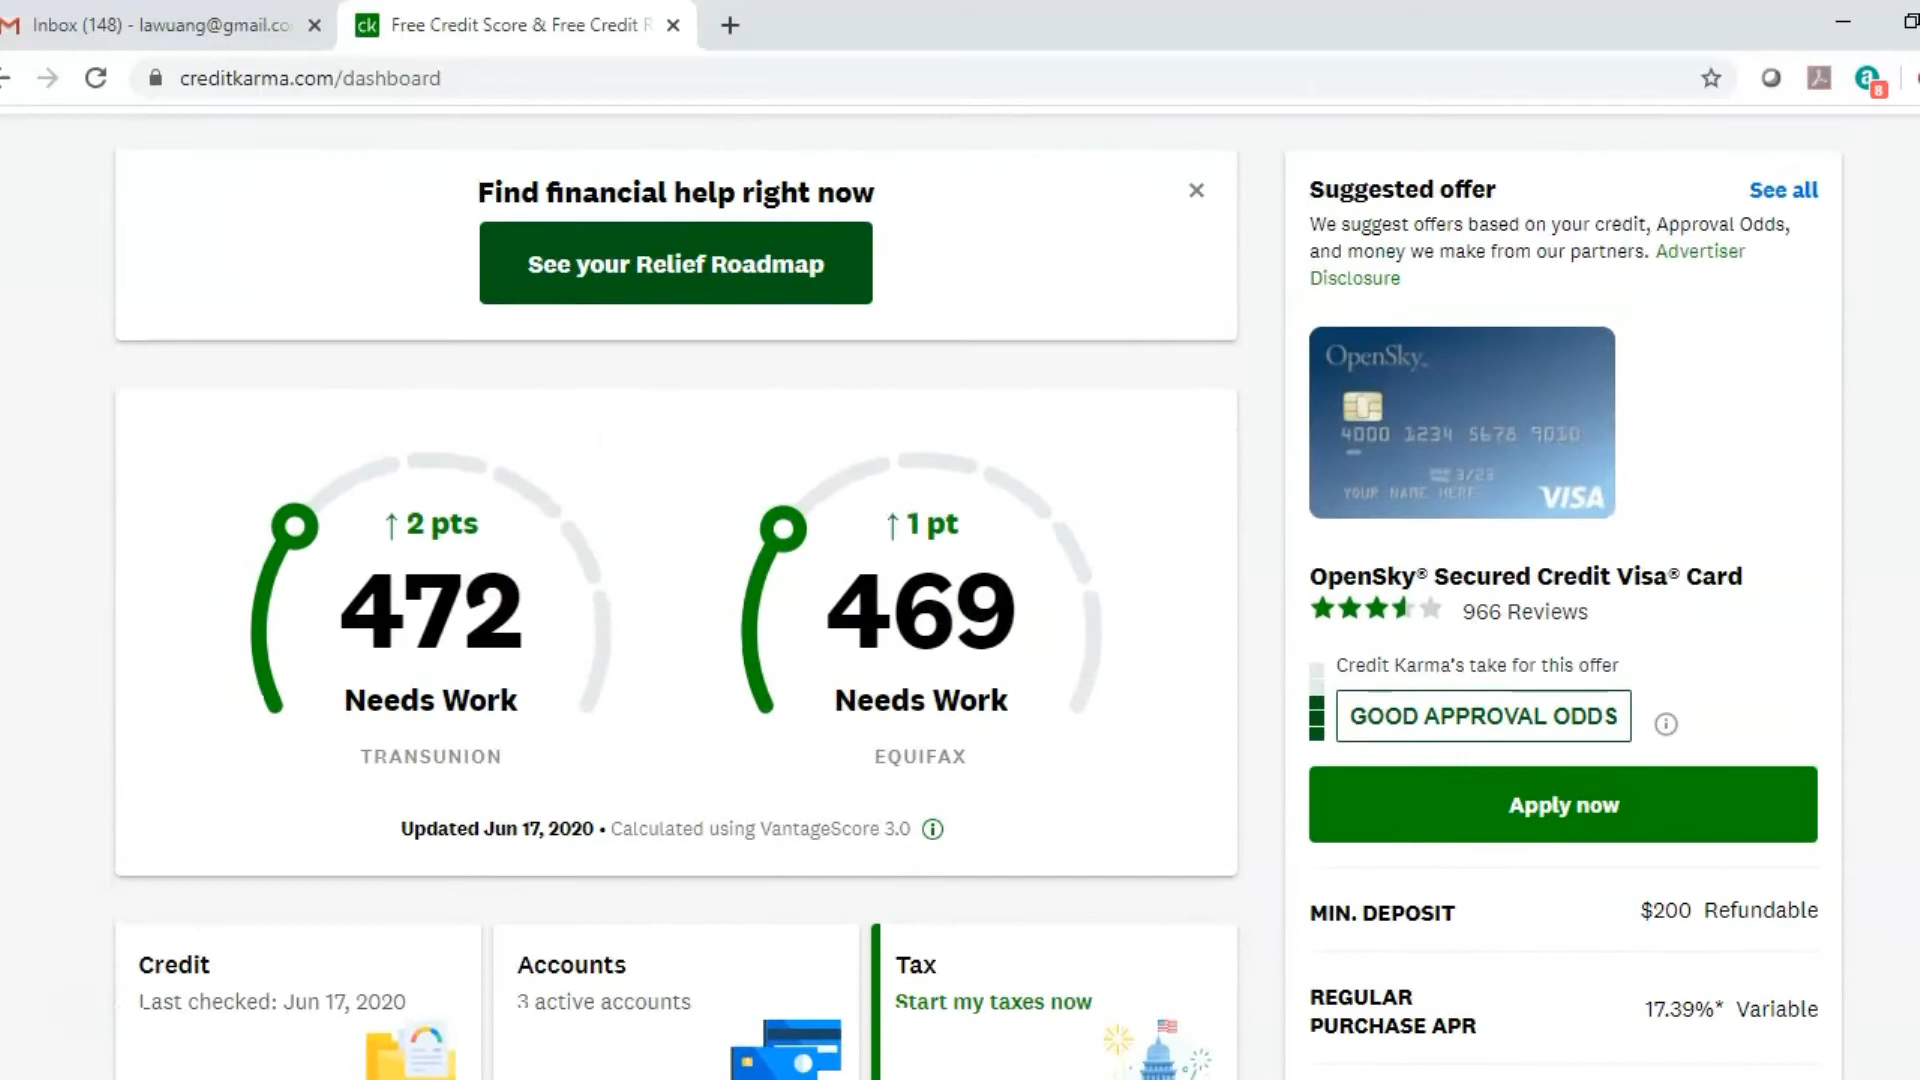 Inbox (148) - lawuang@gmail.co
ck Free Credit Score & Free Credit R
creditkarma.com/dashboard
a 8
Find financial help right now
See your Relief Roadmap
↑ 2 pts
472
Needs Work
TRANSUNION
↑ 1 pt
469
Needs Work
EQUIFAX
Updated Jun 17, 2020 • Calculated using VantageScore 3.0
Credit
Last checked: Jun 17, 2020
Accounts
3 active accounts
Tax
Start my taxes now
Suggested offer
See all
We suggest offers based on your credit, Approval Odds,
and money we make from our partners. Advertiser
Disclosure
OpenSky
4000 1234 5678 9010
3/23
YOUR NAME HERE
VISA
OpenSky® Secured Credit Visa® Card
966 Reviews
Credit Karma's take for this offer
GOOD APPROVAL ODDS
Apply now
MIN. DEPOSIT
$200 Refundable
REGULAR
PURCHASE APR
17.39%* Variable